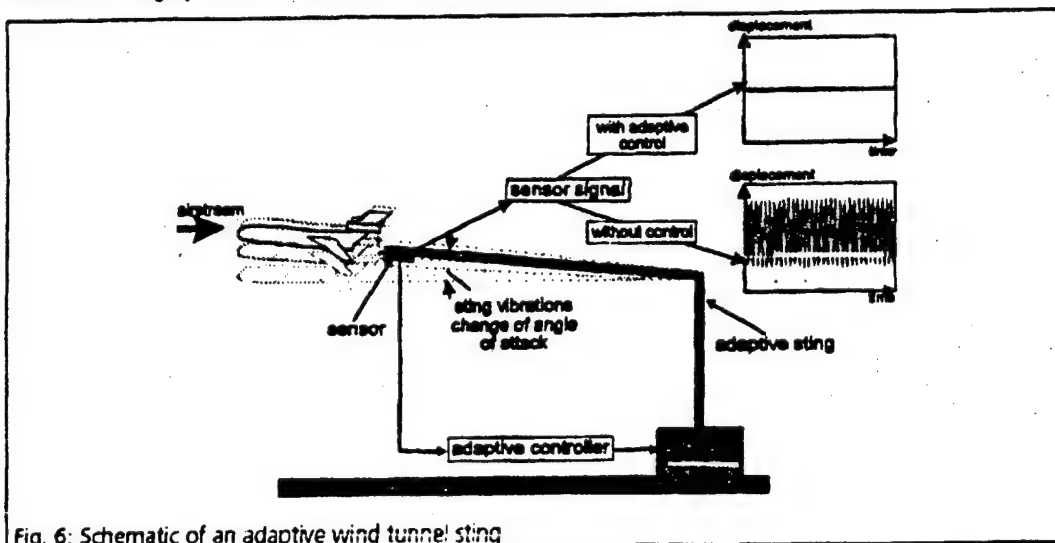 displacement
time
with adaptive
control
sensor signal
displacement
time
without control
airstream
sensor
sting vibrations
change of angle
of attack
adaptive sting
adaptive controller
Fig. 6: Schematic of an adaptive wind tunnel sting